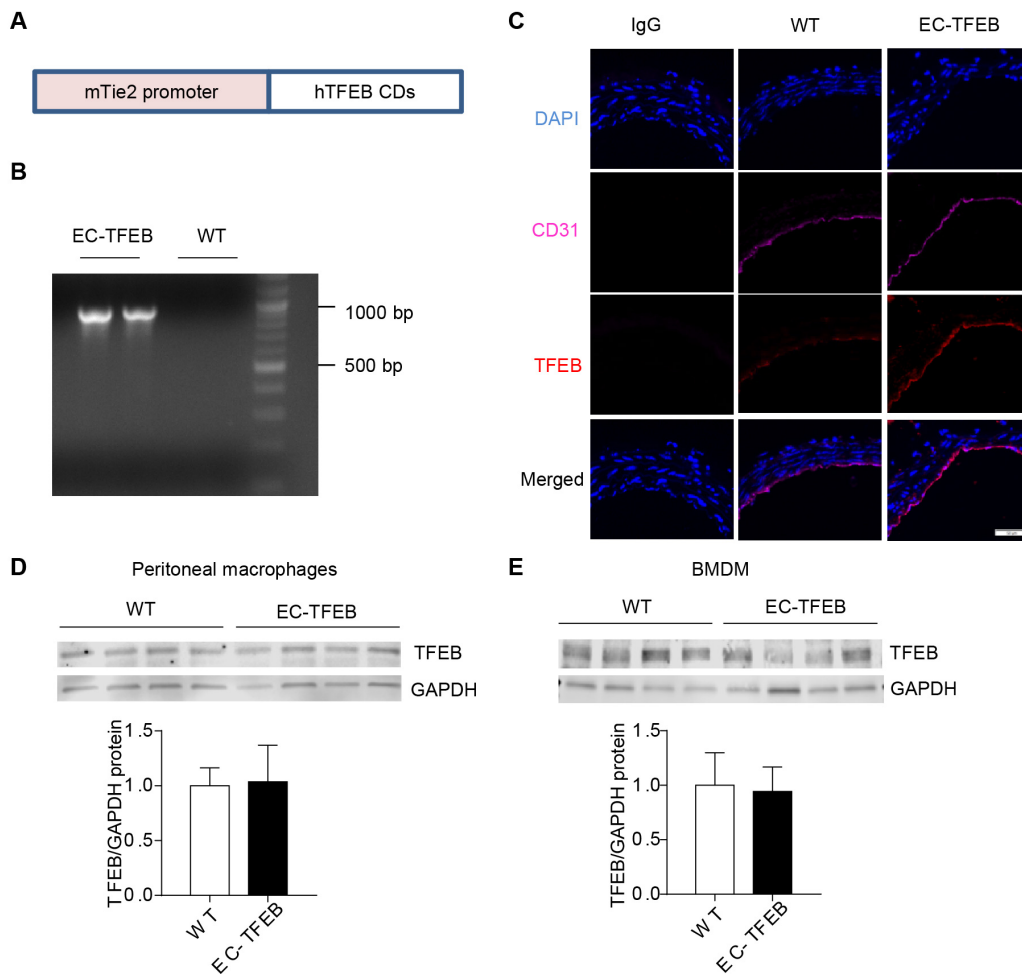 A
mTie2 promoter
hTFEB CDs
B
EC-TFEB
WT
1000 bp
500 bp
C
IgG
WT
EC-TFEB
DAPI
CD31
TFEB
Merged
D
Peritoneal macrophages
WT
EC-TFEB
TFEB
GAPDH
TFEB/GAPDH protein
1.5
1.0
0.5
0.0
WT
EC-TFEB
E
BMDM
WT
EC-TFEB
TFEB
GAPDH
TFEB/GAPDH protein
1.5
1.0
0.5
0.0
WT
EC-TFEB